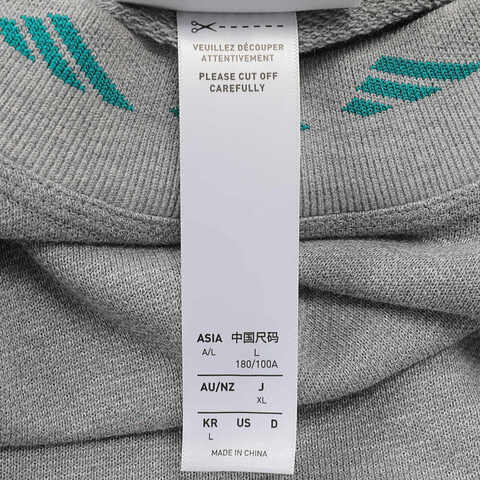 VEUILLEZ DÉCOUPER
ATTENTIVEMENT
PLEASE CUT OFF
CAREFULLY
ASIA 中国尺码
A/L L
180/100A
AU/NZ J
XL
KR US D
L
MADE IN CHINA